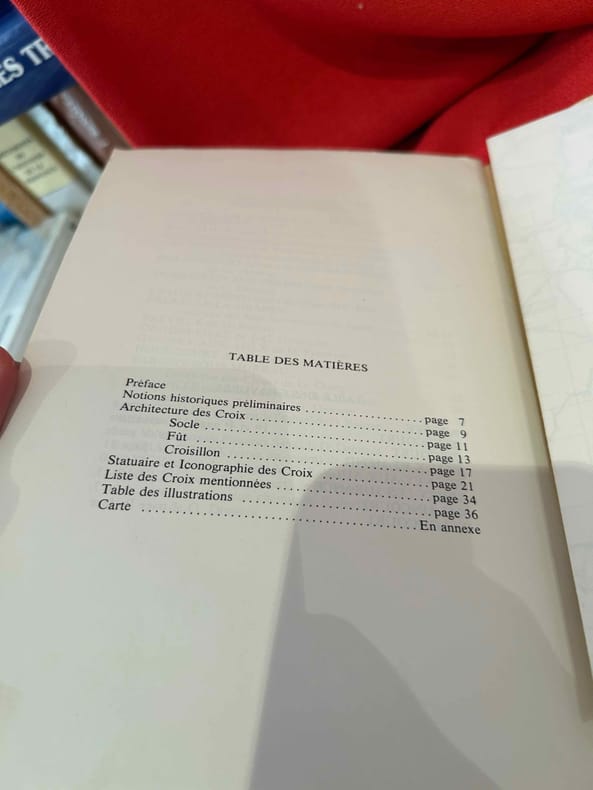 TABLE DES MATIÈRES
Préface
Notions historiques préliminaires .................... page 7
Architecture des Croix .............................. page 9
Socle ........................................ page 11
Fût ........................................ page 13
Croisillon .................................. page 17
Statuaire et Iconographie des Croix ................ page 21
Liste des Croix mentionnées ........................ page 34
Table des illustrations ............................ page 36
Carte ........................................ En annexe